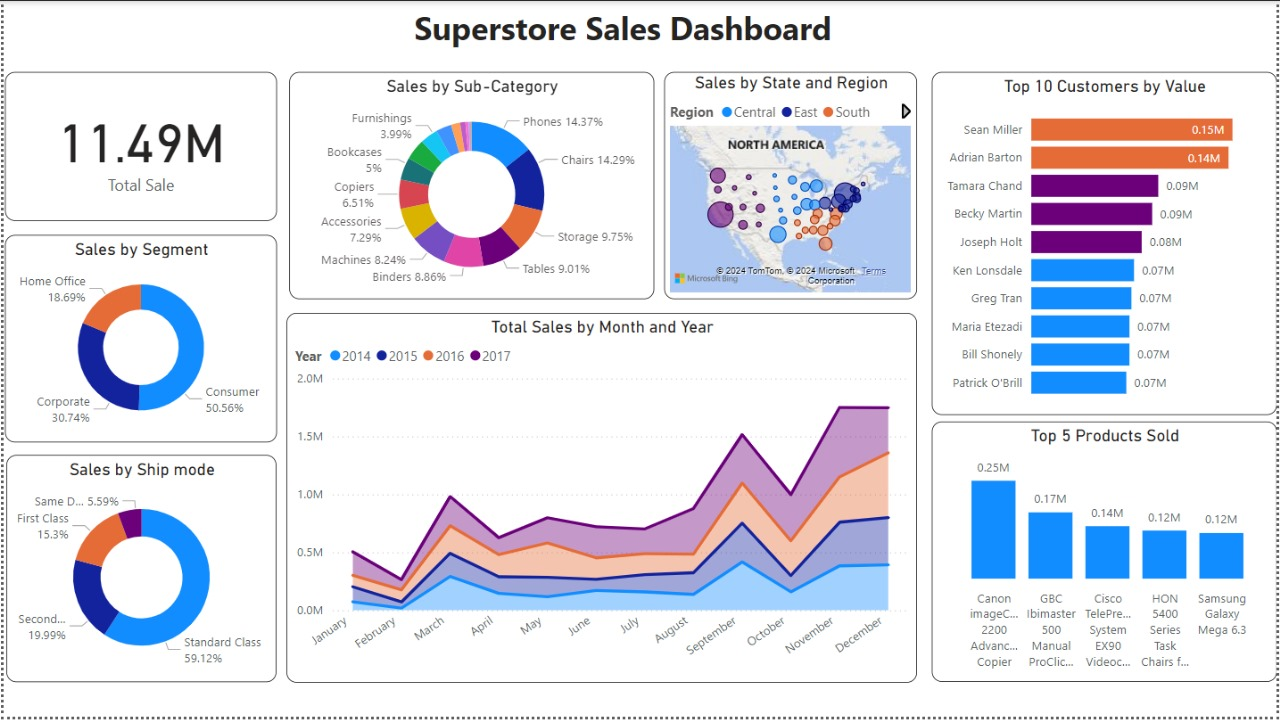 Superstore Sales Dashboard
11.49M
Total Sale
Sales by Segment
Home Office
18.69%
Corporate
30.74%
Consumer
50.56%
Sales by Ship mode
Same D... 5.59%
First Class
15.3%
Second...
19.99%
Standard Class
59.12%
Sales by Sub-Category
Furnishings
3.99%
Bookcases
5%
Copiers
6.51%
Accessories
7.29%
Machines 8.24%
Binders 8.86%
Phones 14.37%
Chairs 14.29%
Storage 9.75%
Tables 9.01%
Sales by State and Region
Region Central East South
NORTH AMERICA
© 2024 TomTom, © 2024 Microsoft Terms
Corporation
Microsoft Bing
Total Sales by Month and Year
Year 2014 2015 2016 2017
2.0M
1.5M
1.0M
0.5M
0.0M
January
February
March
April
May
June
July
August
September
October
November
December
Top 10 Customers by Value
Sean Miller 0.15M
Adrian Barton 0.14M
Tamara Chand 0.09M
Becky Martin 0.09M
Joseph Holt 0.08M
Ken Lonsdale 0.07M
Greg Tran 0.07M
Maria Etezadi 0.07M
Bill Shonely 0.07M
Patrick O'Brill 0.07M
Top 5 Products Sold
0.25M
0.17M
0.14M
0.12M
0.12M
Canon
imageC...
2200
Advanc...
Copier
GBC
Ibimaster
500
Manual
ProClic...
Cisco
TelePre...
System
EX90
Videoc...
HON
5400
Series
Task
Chairs f...
Samsung
Galaxy
Mega 6.3